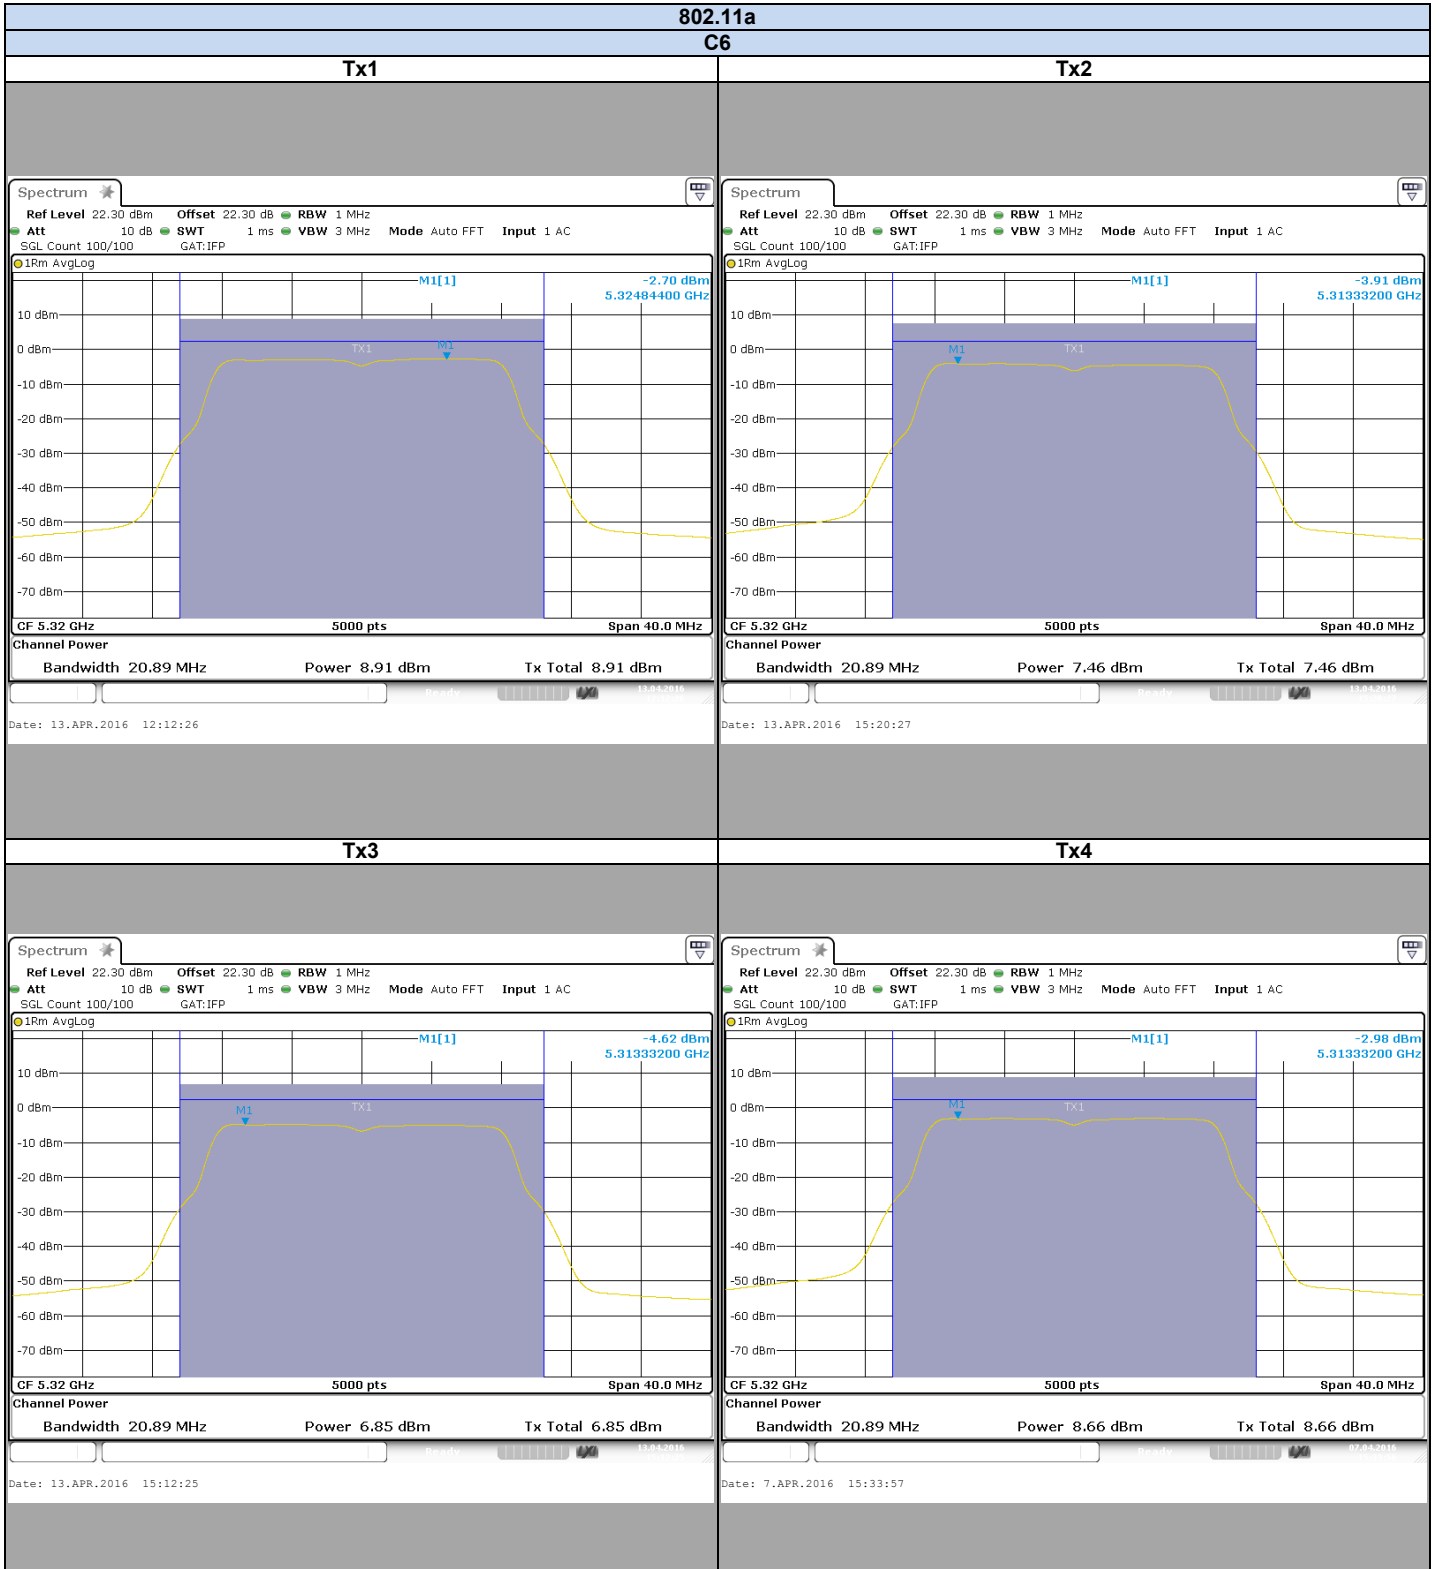 802.11a
C6
Tx1
Tx2
Spectrum
Ref Level 22.30 dBm Offset 22.30 dB RBW 1 MHz
Att 10 dB SWT 1 ms VBW 3 MHz Mode Auto FFT Input 1 AC
SGL Count 100/100 GAT:IFP
1Rm AvgLog
M1[1] -2.70 dBm
5.32484400 GHz
10 dBm
0 dBm
TX1
M1
-10 dBm
-20 dBm
-30 dBm
-40 dBm
-50 dBm
-60 dBm
-70 dBm
CF 5.32 GHz 5000 pts Span 40.0 MHz
Channel Power
Bandwidth 20.89 MHz Power 8.91 dBm Tx Total 8.91 dBm
Ready 13.04.2016
Date: 13.APR.2016 12:12:26
Spectrum
Ref Level 22.30 dBm Offset 22.30 dB RBW 1 MHz
Att 10 dB SWT 1 ms VBW 3 MHz Mode Auto FFT Input 1 AC
SGL Count 100/100 GAT:IFP
1Rm AvgLog
M1[1] -3.91 dBm
5.31333200 GHz
10 dBm
0 dBm
M1
TX1
-10 dBm
-20 dBm
-30 dBm
-40 dBm
-50 dBm
-60 dBm
-70 dBm
CF 5.32 GHz 5000 pts Span 40.0 MHz
Channel Power
Bandwidth 20.89 MHz Power 7.46 dBm Tx Total 7.46 dBm
Ready 13.04.2016
Date: 13.APR.2016 15:20:27
Tx3
Tx4
Spectrum
Ref Level 22.30 dBm Offset 22.30 dB RBW 1 MHz
Att 10 dB SWT 1 ms VBW 3 MHz Mode Auto FFT Input 1 AC
SGL Count 100/100 GAT:IFP
1Rm AvgLog
M1[1] -4.62 dBm
5.31333200 GHz
10 dBm
0 dBm
M1
TX1
-10 dBm
-20 dBm
-30 dBm
-40 dBm
-50 dBm
-60 dBm
-70 dBm
CF 5.32 GHz 5000 pts Span 40.0 MHz
Channel Power
Bandwidth 20.89 MHz Power 6.85 dBm Tx Total 6.85 dBm
Ready 13.04.2016
Date: 13.APR.2016 15:12:25
Spectrum
Ref Level 22.30 dBm Offset 22.30 dB RBW 1 MHz
Att 10 dB SWT 1 ms VBW 3 MHz Mode Auto FFT Input 1 AC
SGL Count 100/100 GAT:IFP
1Rm AvgLog
M1[1] -2.98 dBm
5.31333200 GHz
10 dBm
0 dBm
M1
TX1
-10 dBm
-20 dBm
-30 dBm
-40 dBm
-50 dBm
-60 dBm
-70 dBm
CF 5.32 GHz 5000 pts Span 40.0 MHz
Channel Power
Bandwidth 20.89 MHz Power 8.66 dBm Tx Total 8.66 dBm
Ready 07.04.2016
Date: 7.APR.2016 15:33:57